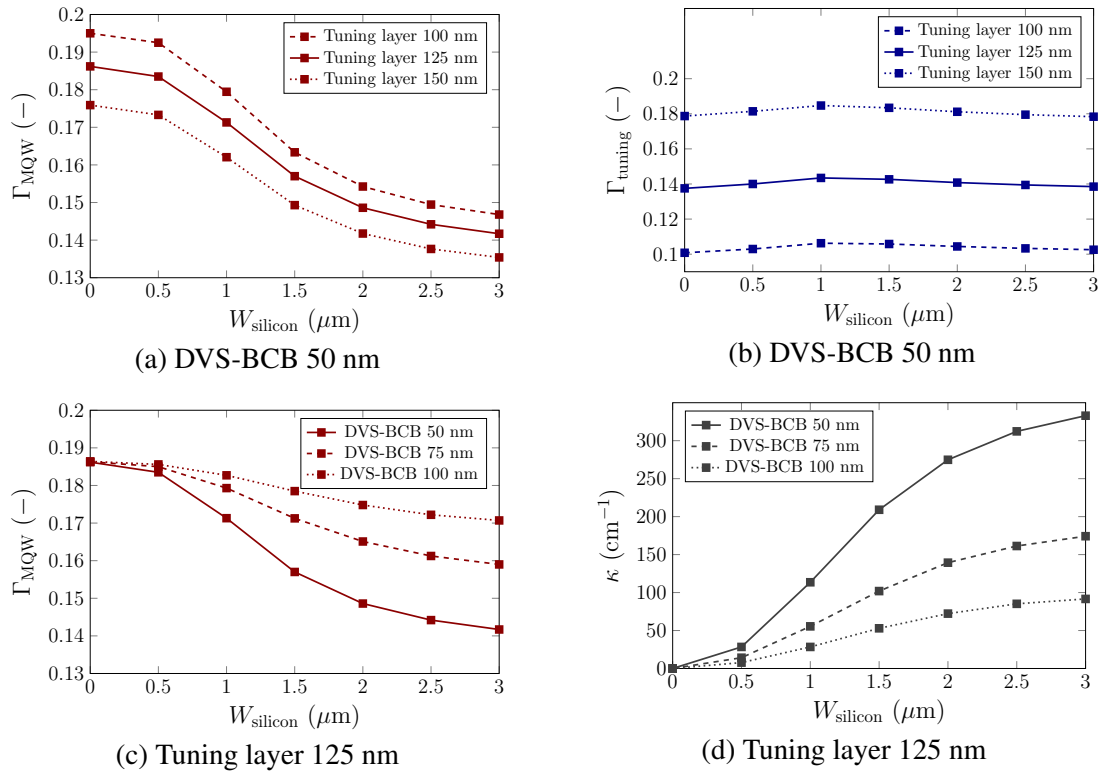 0.2
0.19
0.18
0.17
0.16
0.15
0.14
0.13
Γ_MQW (−)
Tuning layer 100 nm
Tuning layer 125 nm
Tuning layer 150 nm
0 0.5 1 1.5 2 2.5 3
W_silicon (μm)
(a) DVS-BCB 50 nm
0.2
0.18
0.16
0.14
0.12
0.1
Γ_tuning (−)
Tuning layer 100 nm
Tuning layer 125 nm
Tuning layer 150 nm
0 0.5 1 1.5 2 2.5 3
W_silicon (μm)
(b) DVS-BCB 50 nm
0.2
0.19
0.18
0.17
0.16
0.15
0.14
0.13
Γ_MQW (−)
DVS-BCB 50 nm
DVS-BCB 75 nm
DVS-BCB 100 nm
0 0.5 1 1.5 2 2.5 3
W_silicon (μm)
(c) Tuning layer 125 nm
300
250
200
150
100
50
0
κ (cm⁻¹)
DVS-BCB 50 nm
DVS-BCB 75 nm
DVS-BCB 100 nm
0 0.5 1 1.5 2 2.5 3
W_silicon (μm)
(d) Tuning layer 125 nm